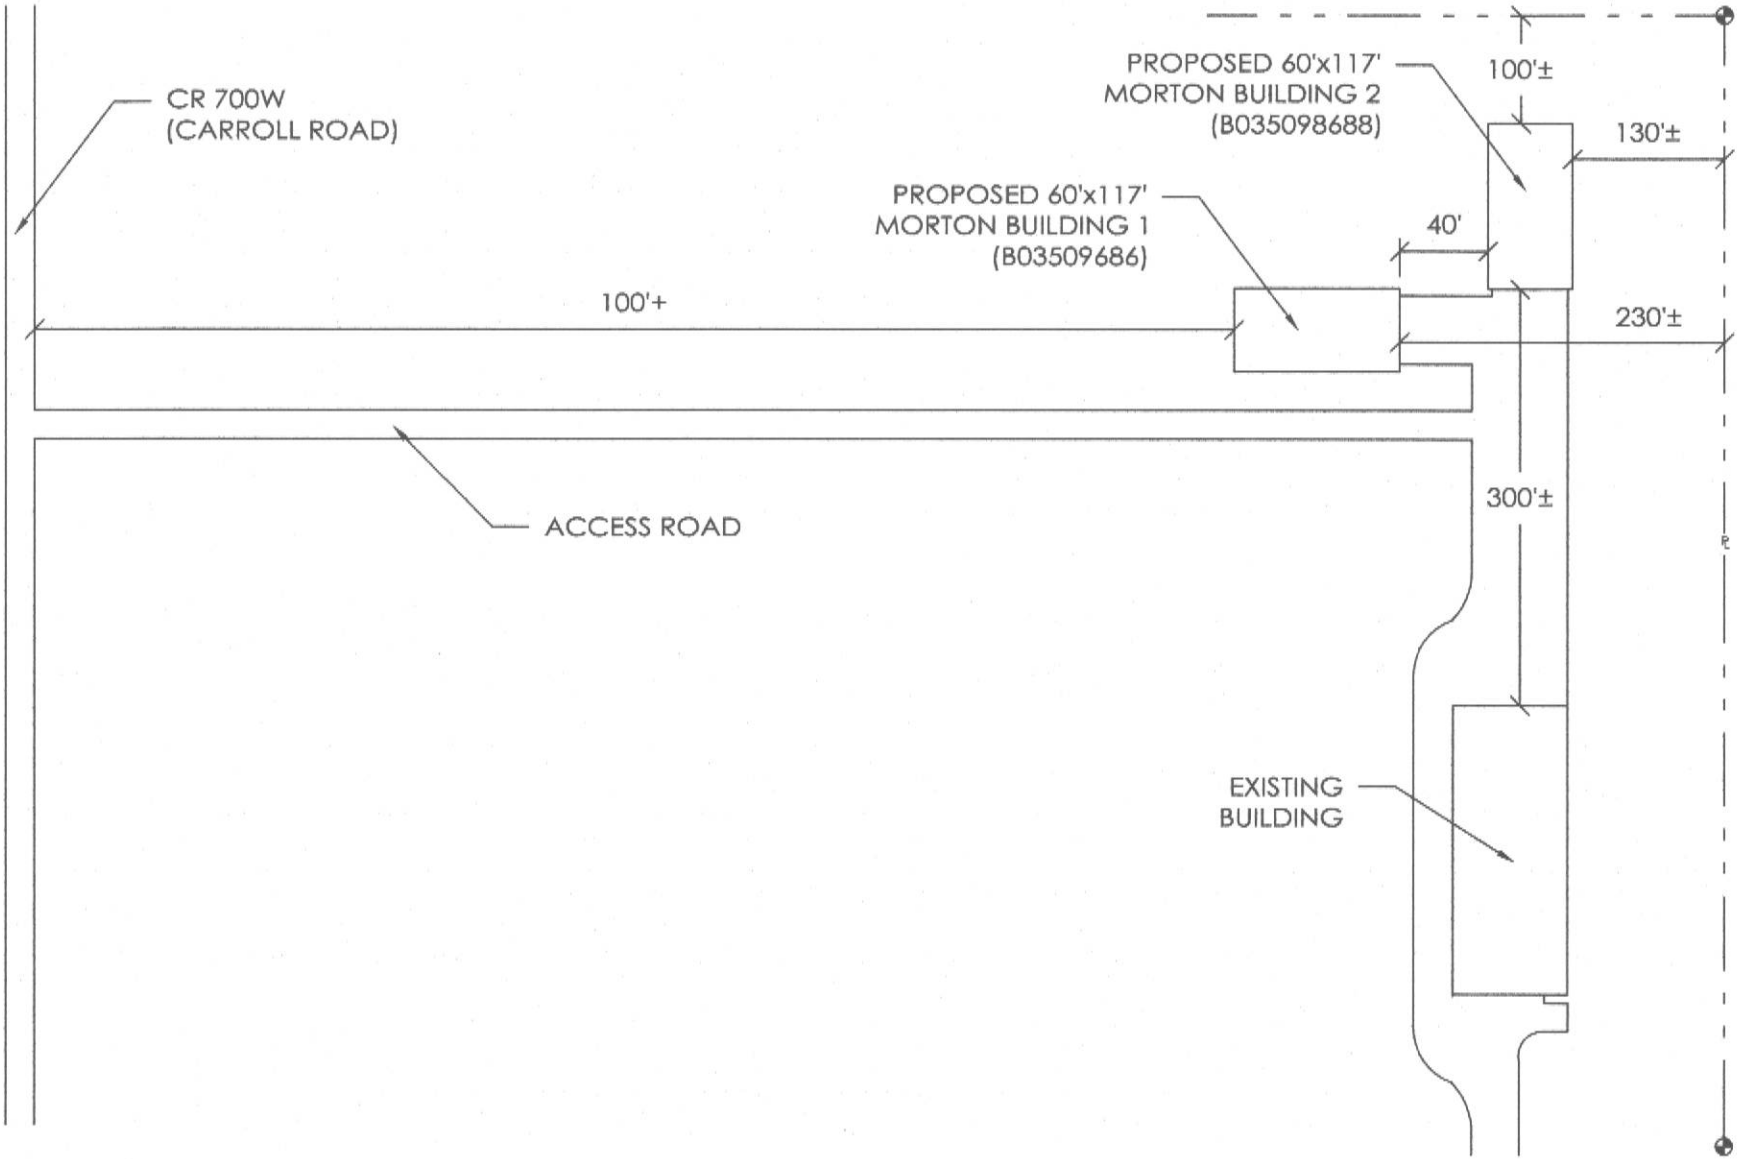 PROPOSED 60'x117'
MORTON BUILDING 2
(B035098688)
100'±
CR 700W
(CARROLL ROAD)
130'±
PROPOSED 60'x117'
MORTON BUILDING 1
(B03509686)
40'
100'+
230'±
300'±
ACCESS ROAD
PL
EXISTING
BUILDING